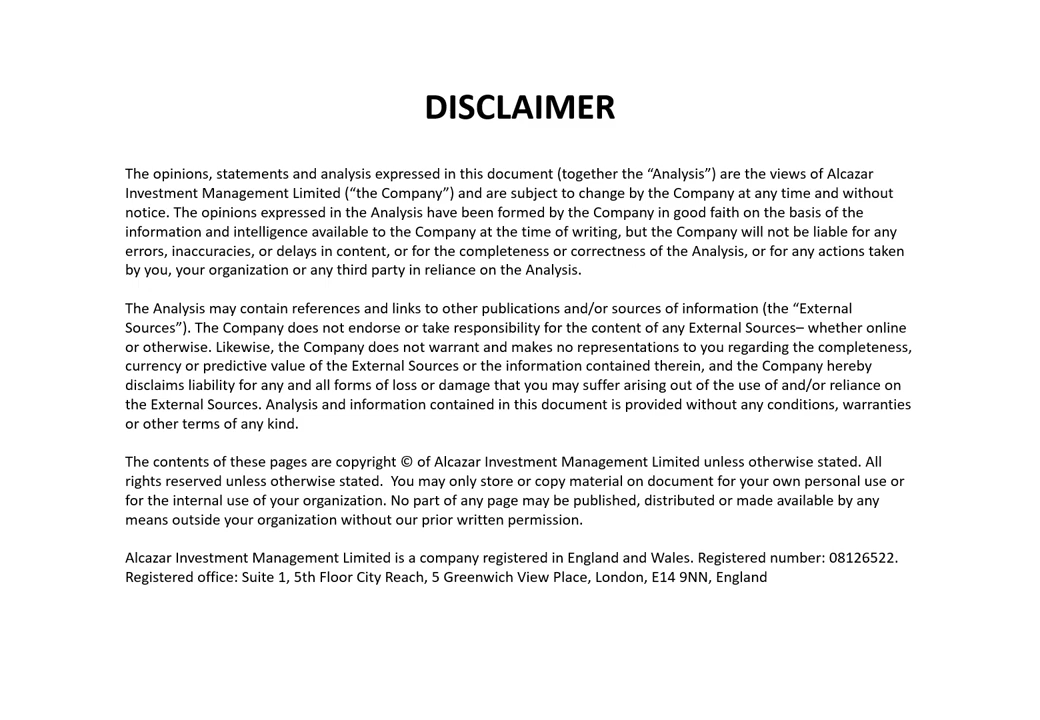 DISCLAIMER
The opinions, statements and analysis expressed in this document (together the “Analysis”) are the views of Alcazar
Investment Management Limited (“the Company”) and are subject to change by the Company at any time and without
notice. The opinions expressed in the Analysis have been formed by the Company in good faith on the basis of the
information and intelligence available to the Company at the time of writing, but the Company will not be liable for any
errors, inaccuracies, or delays in content, or for the completeness or correctness of the Analysis, or for any actions taken
by you, your organization or any third party in reliance on the Analysis.
The Analysis may contain references and links to other publications and/or sources of information (the “External
Sources”). The Company does not endorse or take responsibility for the content of any External Sources– whether online
or otherwise. Likewise, the Company does not warrant and makes no representations to you regarding the completeness,
currency or predictive value of the External Sources or the information contained therein, and the Company hereby
disclaims liability for any and all forms of loss or damage that you may suffer arising out of the use of and/or reliance on
the External Sources. Analysis and information contained in this document is provided without any conditions, warranties
or other terms of any kind.
The contents of these pages are copyright © of Alcazar Investment Management Limited unless otherwise stated. All
rights reserved unless otherwise stated.  You may only store or copy material on document for your own personal use or
for the internal use of your organization. No part of any page may be published, distributed or made available by any
means outside your organization without our prior written permission.
Alcazar Investment Management Limited is a company registered in England and Wales. Registered number: 08126522.
Registered office: Suite 1, 5th Floor City Reach, 5 Greenwich View Place, London, E14 9NN, England